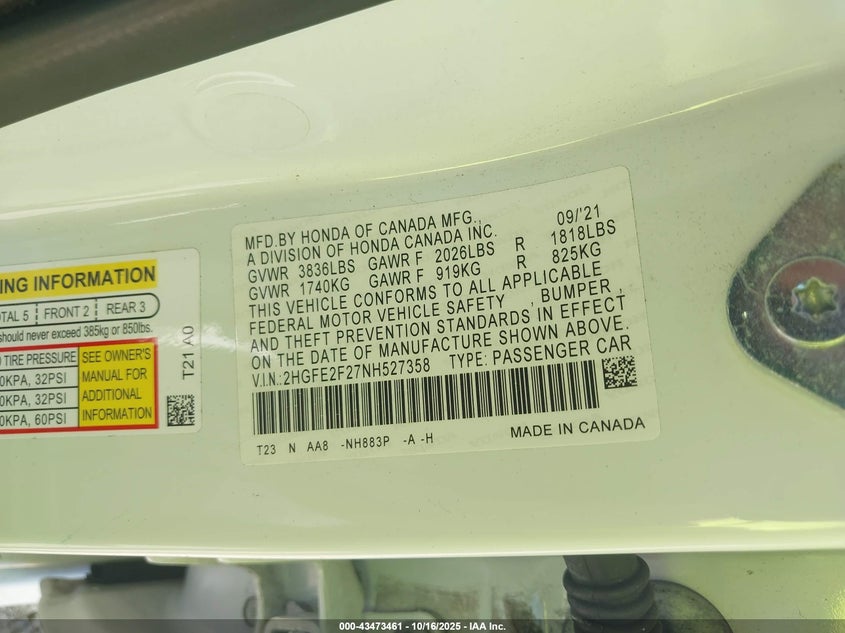 MFD.BY HONDA OF CANADA MFG., 09/'21
A DIVISION OF HONDA CANADA INC.
GVWR 3836LBS GAWR F 2026LBS R 1818LBS
GVWR 1740KG GAWR F 919KG R 825KG
THIS VEHICLE CONFORMS TO ALL APPLICABLE
FEDERAL MOTOR VEHICLE SAFETY , BUMPER ,
AND THEFT PREVENTION STANDARDS IN EFFECT
ON THE DATE OF MANUFACTURE SHOWN ABOVE.
V.I.N.:2HGFE2F27NH527358 TYPE: PASSENGER CAR
T23 N AA8 -NH883P -A -H MADE IN CANADA
ING INFORMATION
OTAL 5 FRONT 2 REAR 3
should never exceed 385kg or 850lbs.
TIRE PRESSURE
0KPA, 32PSI
0KPA, 32PSI
0KPA, 60PSI
SEE OWNER'S
MANUAL FOR
ADDITIONAL
INFORMATION
T21 A0
000-43473461 - 10/16/2025 - IAA Inc.